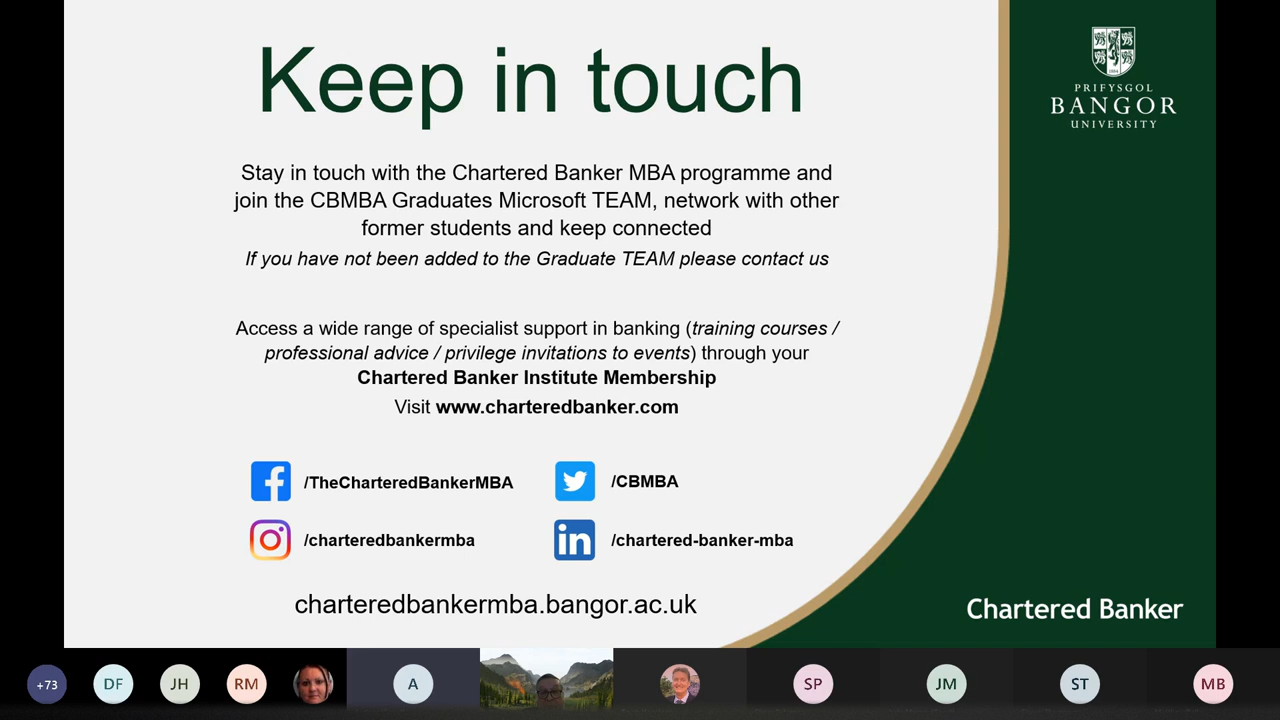 Keep in touch
Stay in touch with the Chartered Banker MBA programme and
join the CBMBA Graduates Microsoft TEAM, network with other
former students and keep connected
If you have not been added to the Graduate TEAM please contact us
Access a wide range of specialist support in banking (training courses /
professional advice / privilege invitations to events) through your
Chartered Banker Institute Membership
Visit www.charteredbanker.com
/TheCharteredBankerMBA
/CBMBA
/charteredbankermba
/chartered-banker-mba
charteredbankermba.bangor.ac.uk
PRIFYSGOL
BANGOR
UNIVERSITY
Chartered Banker
+73
DF
JH
RM
A
SP
JM
ST
MB